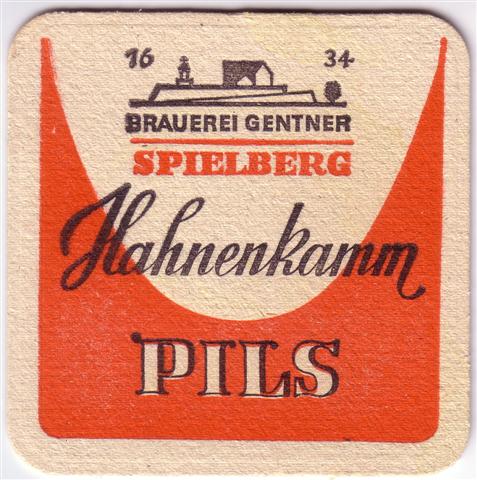 16 34
BRAUEREI GENTNER
SPIELBERG
Hahnenkamm
PILS